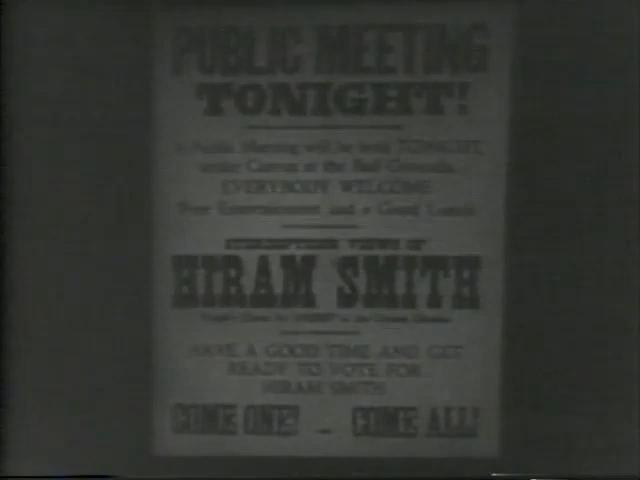 PUBLIC MEETING
TONIGHT!
A Public Meeting will be held TONIGHT,
under Canvas at the Ball Grounds.
EVERYBODY WELCOME
Free Entertainment and a Good Lunch
VIEWS OF
HIRAM SMITH
HAVE A GOOD TIME AND GET
READY TO VOTE FOR
HIRAM SMITH
COME ONE! - COME ALL!